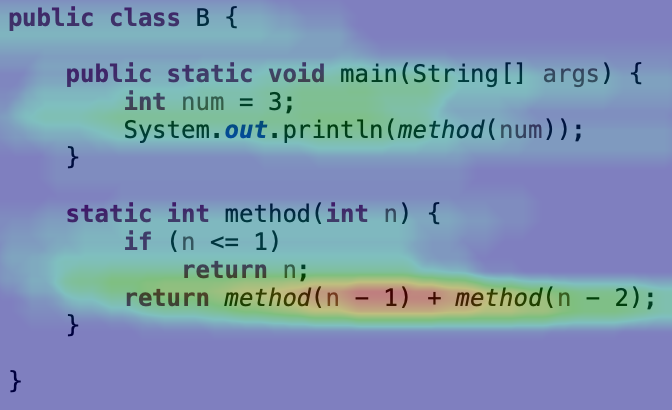 public class B {
    public static void main(String[] args) {
        int num = 3;
        System.out.println(method(num));
    }
    static int method(int n) {
        if (n <= 1)
            return n;
        return method(n - 1) + method(n - 2);
    }
}